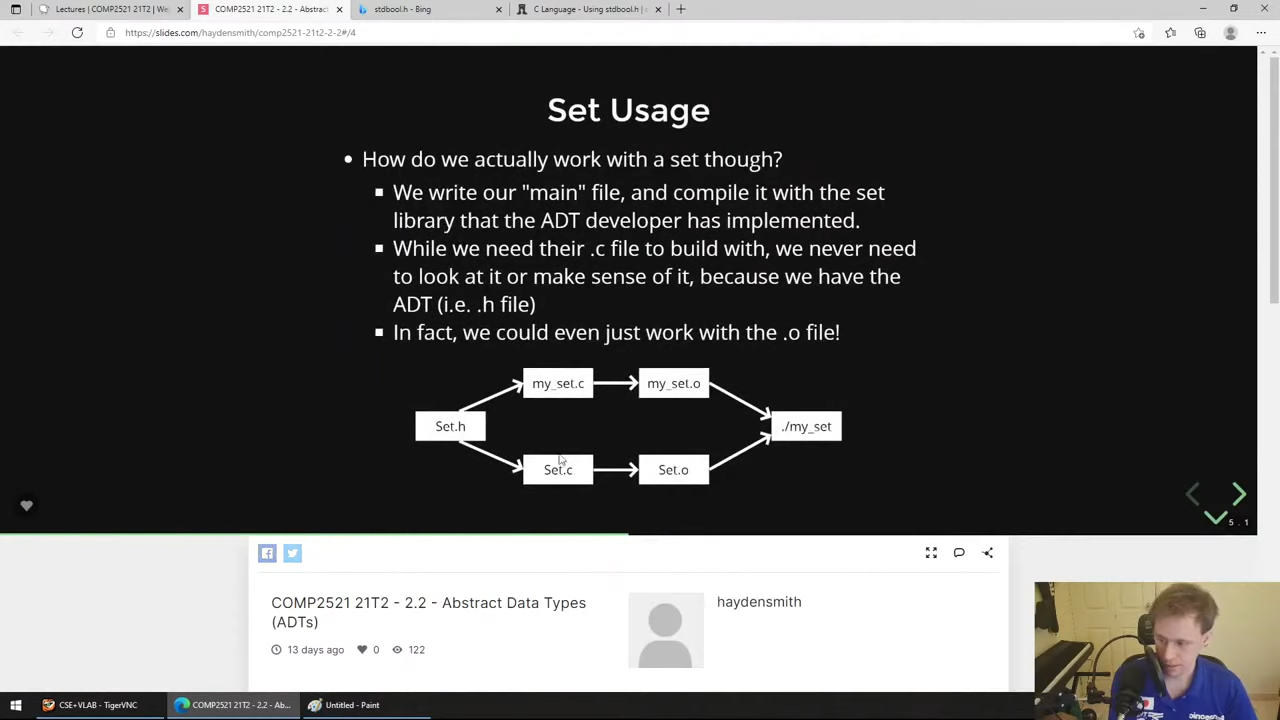 Lectures | COMP2521 21T2 | We
COMP2521 21T2 - 2.2 - Abstract
stdbool.h - Bing
C Language - Using stdbool.h | c
https://slides.com/haydensmith/comp2521-21t2-2-2#/4
Set Usage
How do we actually work with a set though?
We write our "main" file, and compile it with the set
library that the ADT developer has implemented.
While we need their .c file to build with, we never need
to look at it or make sense of it, because we have the
ADT (i.e. .h file)
In fact, we could even just work with the .o file!
my_set.c
my_set.o
Set.h
./my_set
Set.c
Set.o
5 . 1
COMP2521 21T2 - 2.2 - Abstract Data Types
(ADTs)
haydensmith
13 days ago
0
122
CSE+VLAB - TigerVNC
COMP2521 21T2 - 2.2 - Ab...
Untitled - Paint